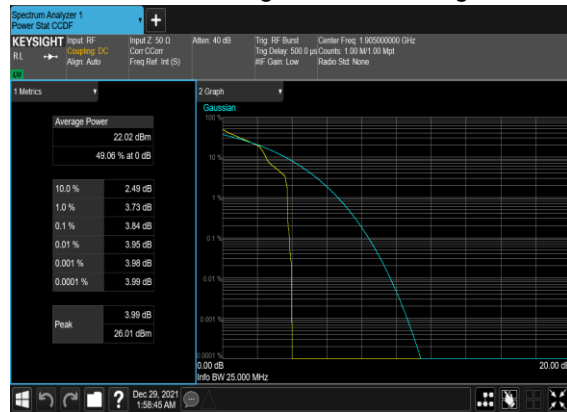 Spectrum Analyzer 1
Power Stat CCDF
+
KEYSIGHT
R L
Input: RF
Coupling: DC
Align: Auto
Input Z: 50 Ω
Corr CCorr
Freq Ref: Int (S)
Atten: 40 dB
Trig: RF Burst
Trig Delay: 500.0 µs
#IF Gain: Low
Center Freq: 1.905000000 GHz
Counts: 1.00 M/1.00 Mpt
Radio Std: None
1 Metrics
Average Power
22.02 dBm
49.06 % at 0 dB
10.0 % 2.49 dB
1.0 % 3.73 dB
0.1 % 3.84 dB
0.01 % 3.95 dB
0.001 % 3.98 dB
0.0001 % 3.99 dB
Peak
3.99 dB
26.01 dBm
2 Graph
Gaussian
100 %
10 %
1 %
0.1 %
0.01 %
0.001 %
0.0001 %
0.00 dB
20.00 dB
Info BW 25.000 MHz
?
Dec 29, 2021
1:58:45 AM